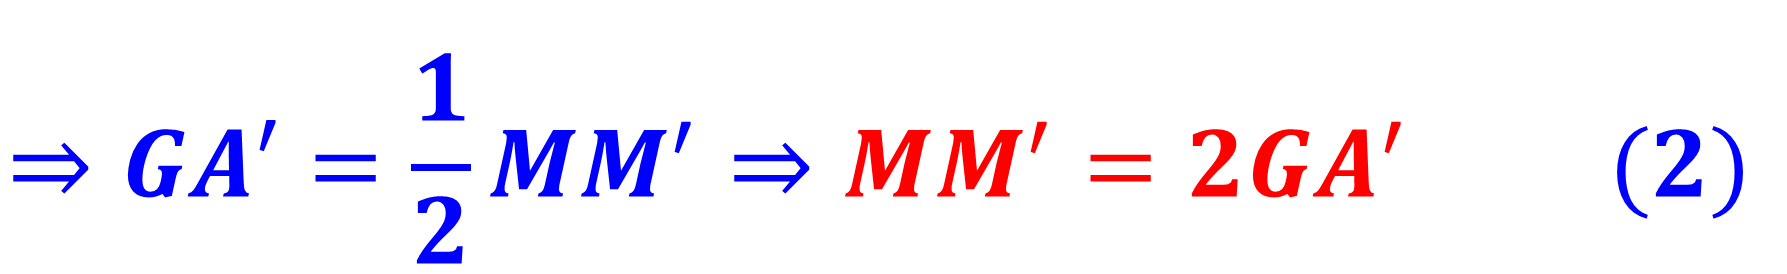 ⇒ GA′ = 1/2 MM′ ⇒ MM′ = 2GA′ (2)